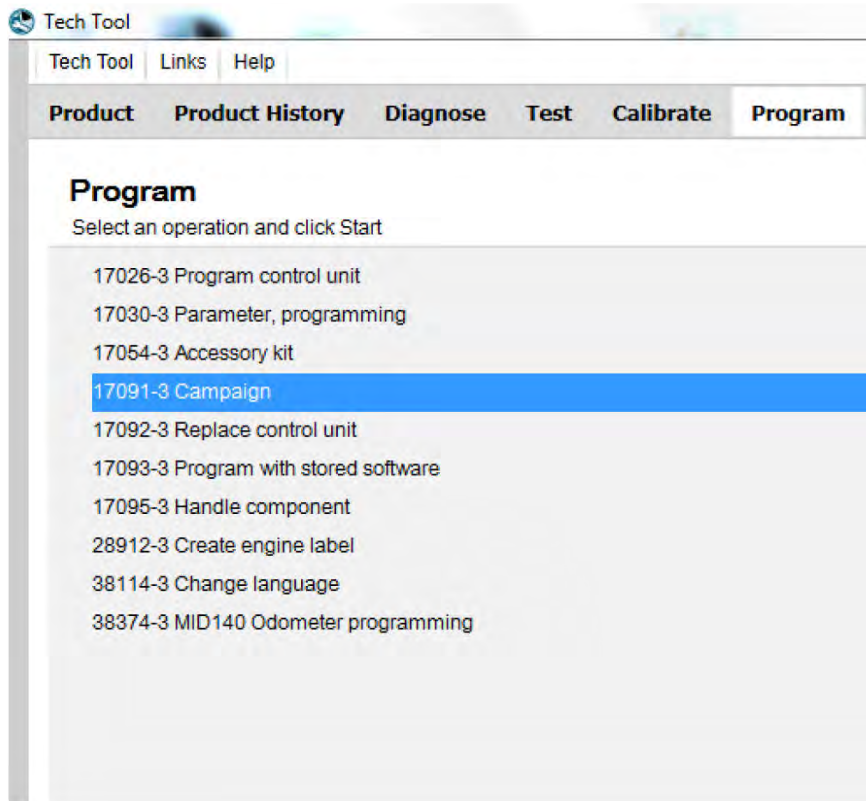 Tech Tool
Tech Tool Links Help
Product Product History Diagnose Test Calibrate Program
Program
Select an operation and click Start
17026-3 Program control unit
17030-3 Parameter, programming
17054-3 Accessory kit
17091-3 Campaign
17092-3 Replace control unit
17093-3 Program with stored software
17095-3 Handle component
28912-3 Create engine label
38114-3 Change language
38374-3 MID140 Odometer programming